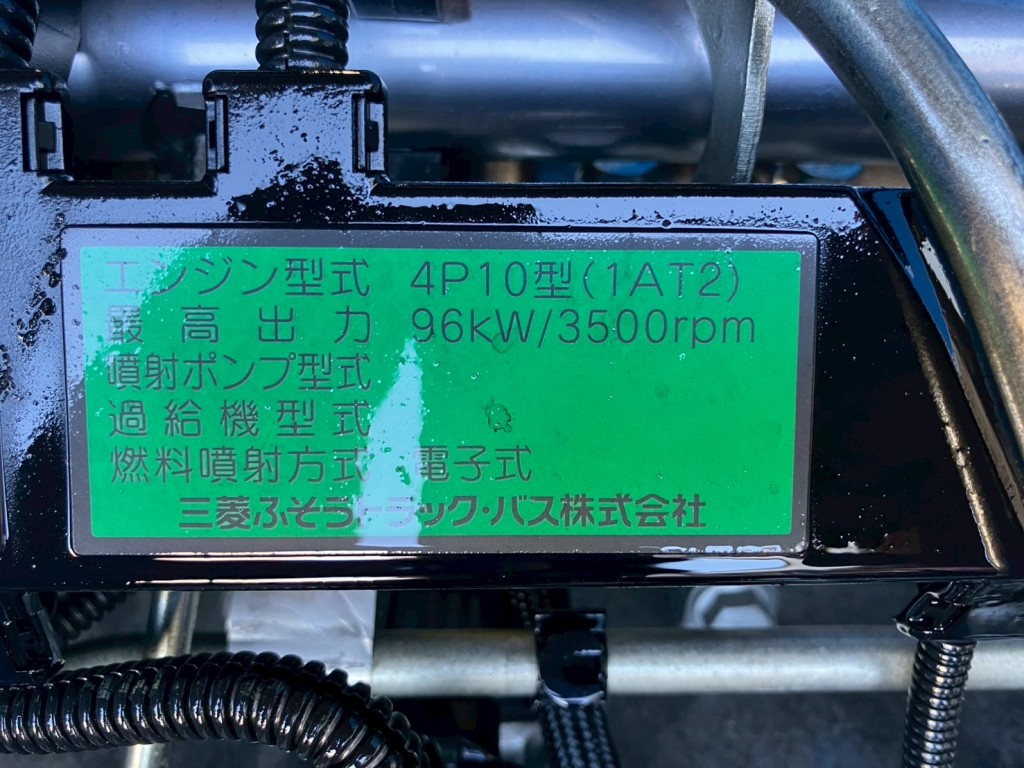 エンジン型式 4P10型(1AT2)
最高出力 96kW/3500rpm
噴射ポンプ型式
過給機型式
燃料噴射方式 電子式
三菱ふそうトラック・バス株式会社